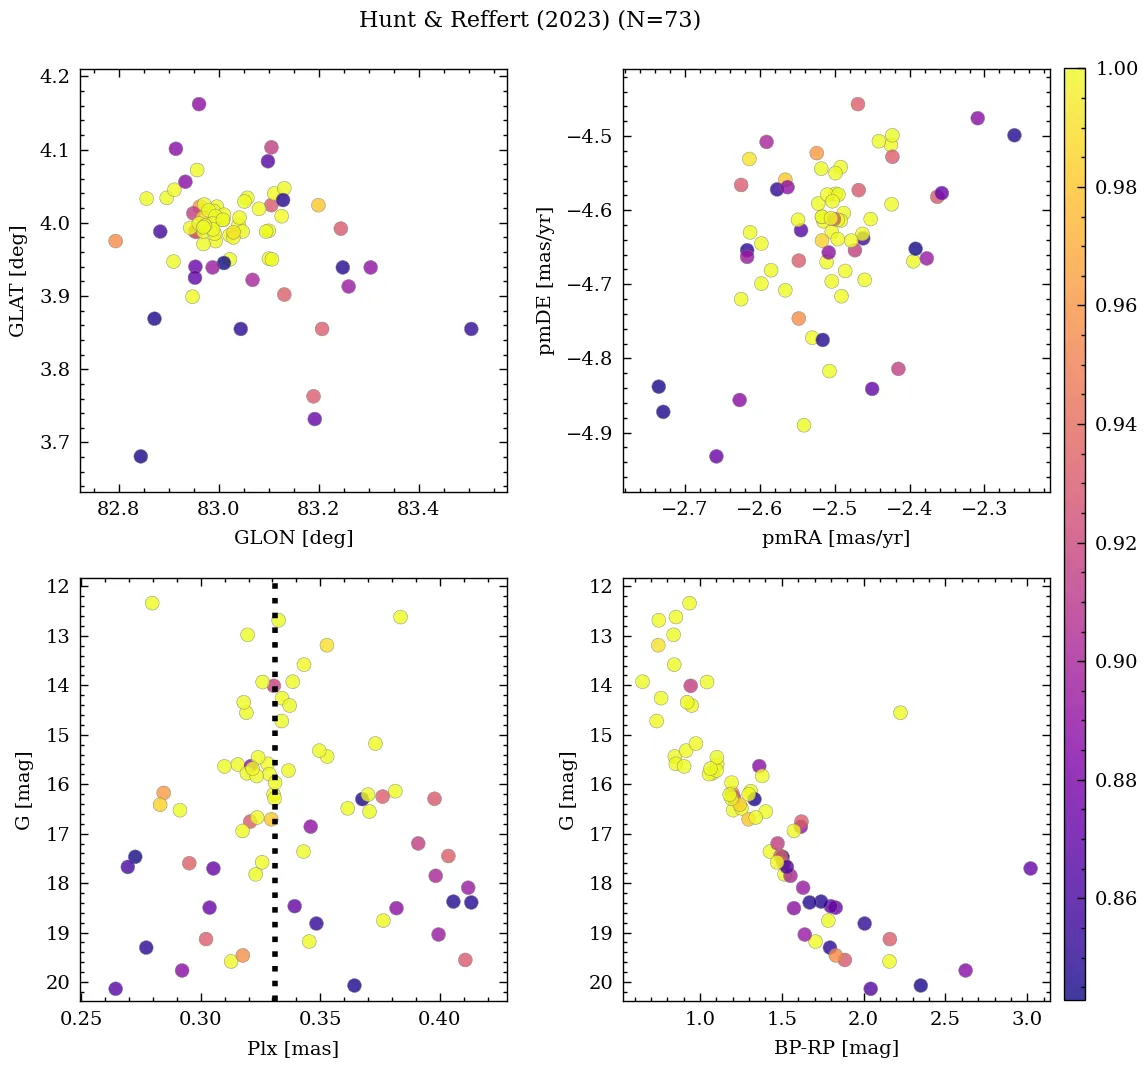 Hunt & Reffert (2023) (N=73)
4.2
4.1
4.0
3.9
3.8
3.7
GLAT [deg]
82.8 83.0 83.2 83.4
GLON [deg]
−4.5
−4.6
−4.7
−4.8
−4.9
pmDE [mas/yr]
−2.7 −2.6 −2.5 −2.4 −2.3
pmRA [mas/yr]
12
13
14
15
16
17
18
19
20
G [mag]
0.25 0.30 0.35 0.40
Plx [mas]
12
13
14
15
16
17
18
19
20
G [mag]
1.0 1.5 2.0 2.5 3.0
BP-RP [mag]
1.00
0.98
0.96
0.94
0.92
0.90
0.88
0.86